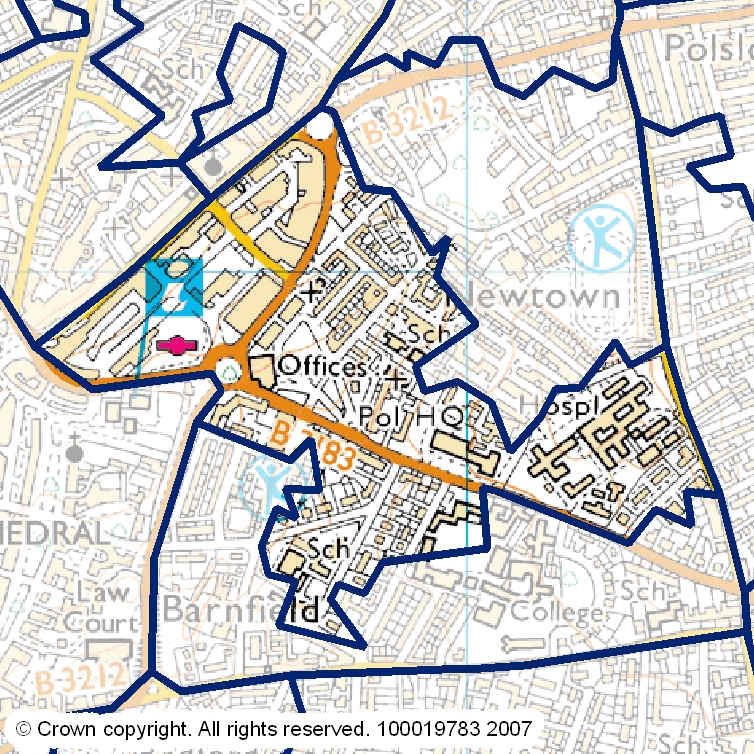 Polslo
Sch
B 3212
Newtown
Sch
Offices
Hospl
Pol HQ
B 3183
HEDRAL
Sch
Law
Court
Barnfield
College
Sch
B 3212
Sch
© Crown copyright. All rights reserved. 100019783 2007